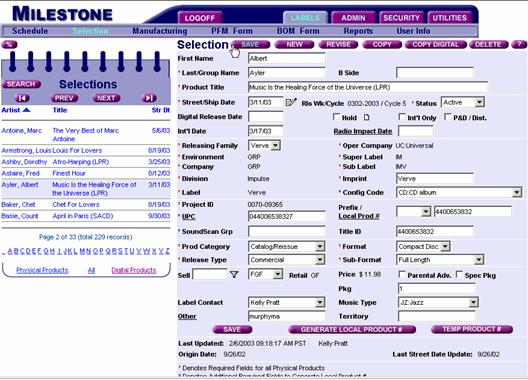 MILESTONE
LOGOFF LABELS ADMIN SECURITY UTILITIES
Schedule Selection Manufacturing PFM Form BOM Form Reports User Info
%
SEARCH Selections
PREV NEXT
Artist Title Str Dt
Antoine, Marc The Very Best of Marc Antoine 5/6/03
Armstrong, Louis Louis For Lovers 8/19/03
Ashby, Dorothy Afro-Harping (LPR) 3/25/03
Astaire, Fred Finest Hour 8/12/03
Ayler, Albert Music Is the Healing Force of the Universe (LPR) 3/11/03
Baker, Chet Chet For Lovers 8/19/03
Basie, Count April in Paris (SACD) 9/30/03
Page 2 of 33 (total 229 records)
_ A B C D E F G H I J K L M N O P Q R S T U V W X Y Z
Physical Products All Digital Products
Selection SAVE NEW REVISE COPY COPY DIGITAL DELETE ?
First Name Albert
* Last/Group Name Ayler B Side
* Product Title Music Is the Healing Force of the Universe (LPR)
* Street/Ship Date 3/11/03 Rls Wk/Cycle 0302-2003 / Cycle 5 * Status Active
Digital Release Date Hold Int'l Only P&D / Dist.
Int'l Date 3/17/03 Radio Impact Date
* Releasing Family Verve * Oper Company UC:Universal
* Environment GRP * Super Label IM
* Company GRP * Sub Label IMV
* Division Impulse * Imprint Verve
* Label Verve * Config Code CD:CD album
* Project ID 0070-09365 Prefix /
* UPC 044006538327 Local Prod # 4400653832
* SoundScan Grp Title ID 4400653832
* Prod Category Catalog/Reissue * Format Compact Disc
* Release Type Commercial * Sub-Format Full Length
Sell FGF Retail GF Price $ 11.98 Parental Adv. Spec Pkg
Pkg 1
Label Contact Kelly Pratt Music Type JZ:Jazz
Other murphyma Territory
SAVE GENERATE LOCAL PRODUCT # TEMP PRODUCT #
Last Updated: 2/6/2003 09:18:17 AM PST Kelly Pratt
Origin Date: 9/26/02 Last Street Date Update: 9/26/02
* Denotes Required Fields for all Physical Products
* Denotes Additional Required Fields to Generate Local Product #